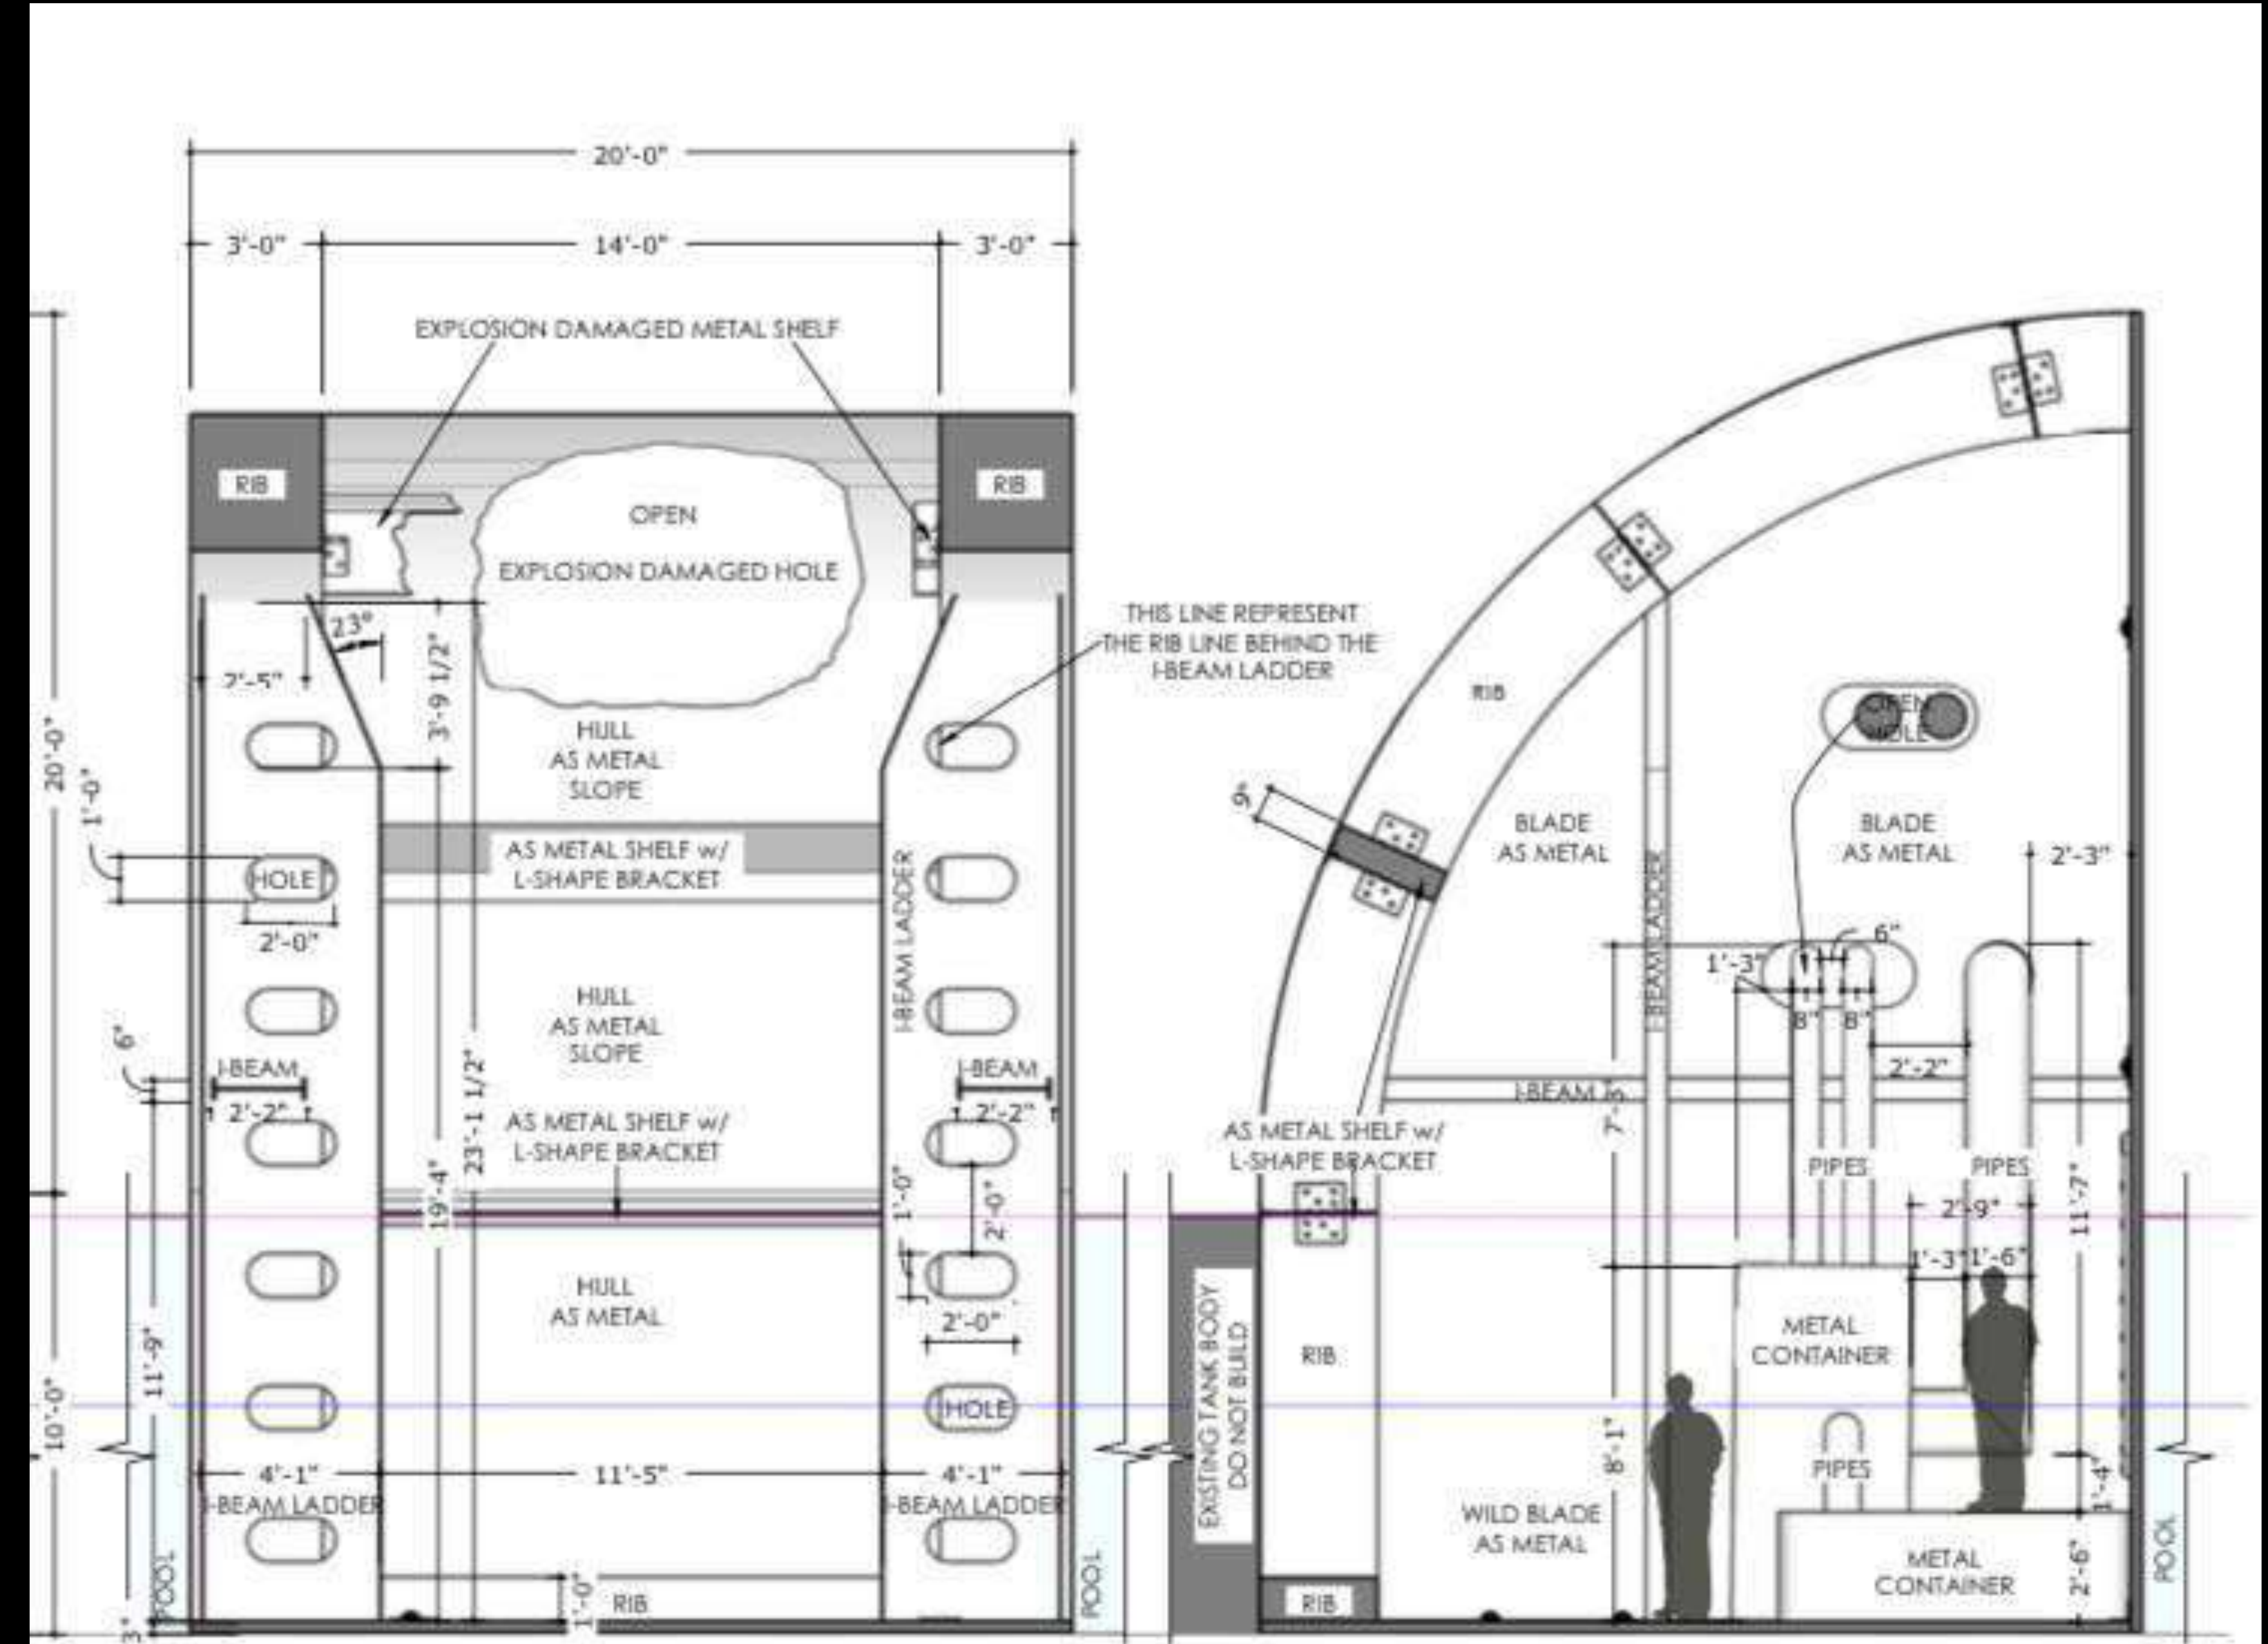 20'-0"
3'-0"
14'-0"
3'-0"
EXPLOSION DAMAGED METAL SHELF
RIB
RIB
OPEN
EXPLOSION DAMAGED HOLE
23°
2'-5"
3'-9 1/2"
HULL
AS METAL
SLOPE
THIS LINE REPRESENT
THE RIB LINE BEHIND THE
I-BEAM LADDER
20'-0"
1'-0"
HOLE
2'-0"
AS METAL SHELF w/
L-SHAPE BRACKET
I-BEAM LADDER
HULL
AS METAL
SLOPE
6"
I-BEAM
2'-2"
I-BEAM
2'-2"
23'-1 1/2"
19'-4"
AS METAL SHELF w/
L-SHAPE BRACKET
1'-0"
2'-0"
2'-0"
HULL
AS METAL
HOLE
11'-9"
10'-0"
4'-1"
11'-5"
4'-1"
I-BEAM LADDER
I-BEAM LADDER
POOL
3"
1'-0"
RIB
POOL
RIB
9"
BLADE
AS METAL
I-BEAM LADDER
OPEN
HOLE
BLADE
AS METAL
2'-3"
6"
1'-3"
8"
8"
2'-2"
I-BEAM
7'-3"
AS METAL SHELF w/
L-SHAPE BRACKET
PIPES
PIPES
2'-9"
11'-7"
1'-3"
1'-6"
EXISTING TANK BODY
DO NOT BUILD
RIB
METAL
CONTAINER
8'-1"
PIPES
1'-4"
WILD BLADE
AS METAL
METAL
CONTAINER
2'-6"
RIB
POOL